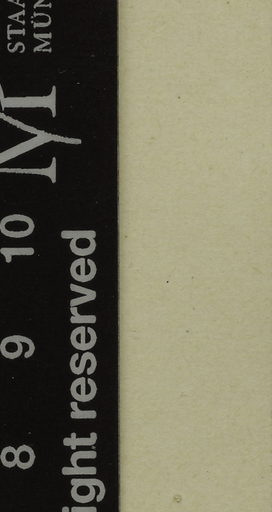 STAA
MÜN
M
8 9 10
ight reserved